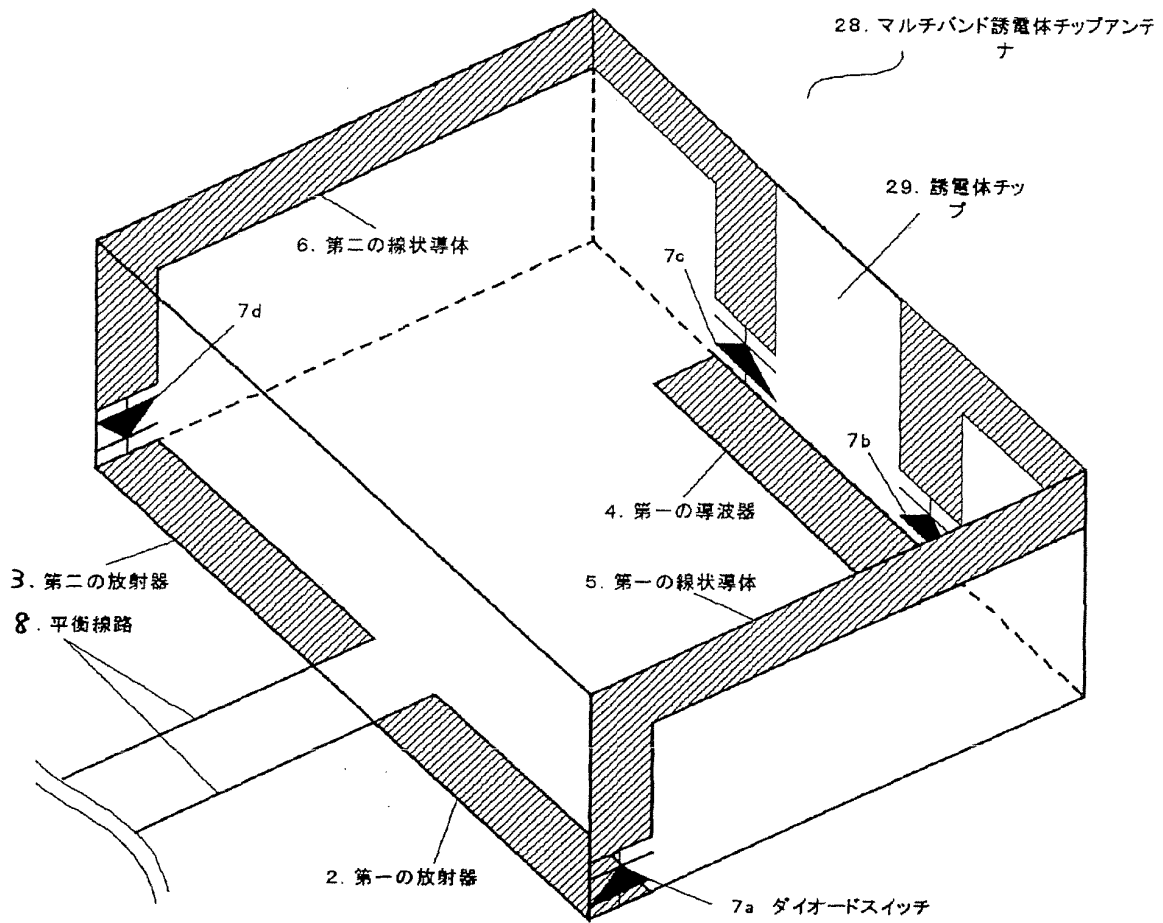 28. マルチバンド誘電体チップアンテ
ナ
29. 誘電体チッ
プ
6. 第二の線状導体
7c
7d
7b
4. 第一の導波器
3. 第二の放射器
5. 第一の線状導体
8. 平衡線路
2. 第一の放射器
7a ダイオードスイッチ